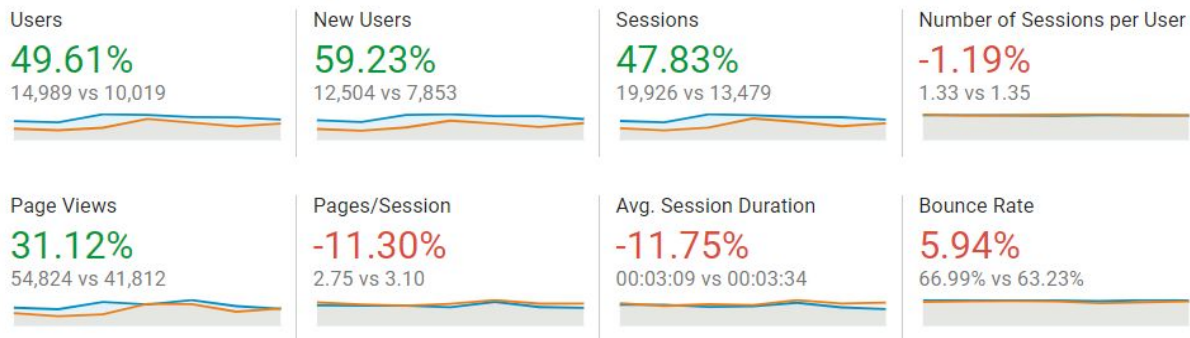 Users
49.61%
14,989 vs 10,019
New Users
59.23%
12,504 vs 7,853
Sessions
47.83%
19,926 vs 13,479
Number of Sessions per User
-1.19%
1.33 vs 1.35
Page Views
31.12%
54,824 vs 41,812
Pages/Session
-11.30%
2.75 vs 3.10
Avg. Session Duration
-11.75%
00:03:09 vs 00:03:34
Bounce Rate
5.94%
66.99% vs 63.23%